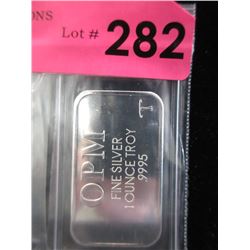 ONS
Lot # 282
OPM
FINE SILVER
1 OUNCE TROY
.9995